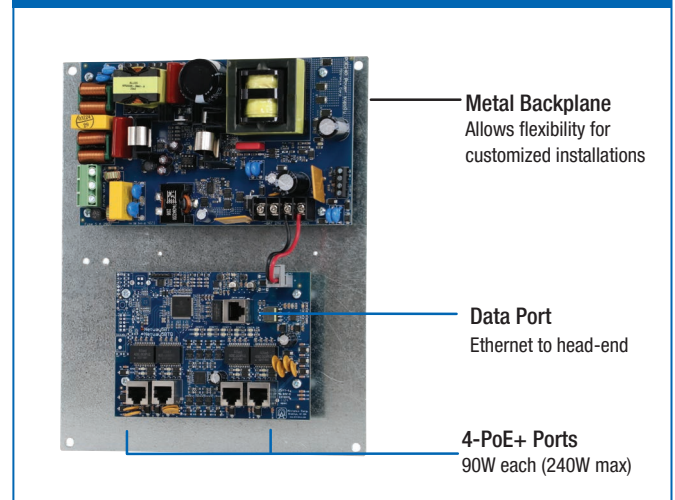 Metal Backplane
Allows flexibility for
customized installations
Data Port
Ethernet to head-end
4-PoE+ Ports
90W each (240W max)